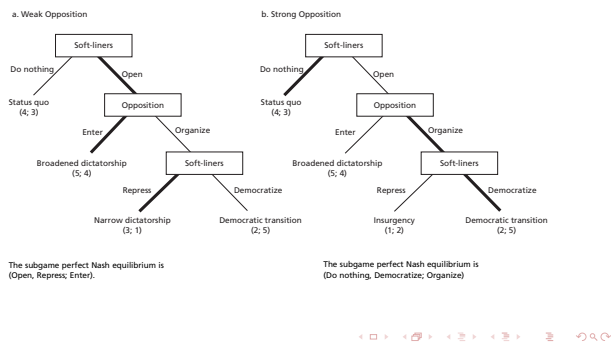 a. Weak Opposition
Soft-liners
Do nothing
Open
Status quo
(4; 3)
Opposition
Enter
Organize
Broadened dictatorship
(5; 4)
Soft-liners
Repress
Democratize
Narrow dictatorship
(3; 1)
Democratic transition
(2; 5)
The subgame perfect Nash equilibrium is
(Open, Repress; Enter).
b. Strong Opposition
Soft-liners
Do nothing
Open
Status quo
(4; 3)
Opposition
Enter
Organize
Broadened dictatorship
(5; 4)
Soft-liners
Repress
Democratize
Insurgency
(1; 2)
Democratic transition
(2; 5)
The subgame perfect Nash equilibrium is
(Do nothing, Democratize; Organize)